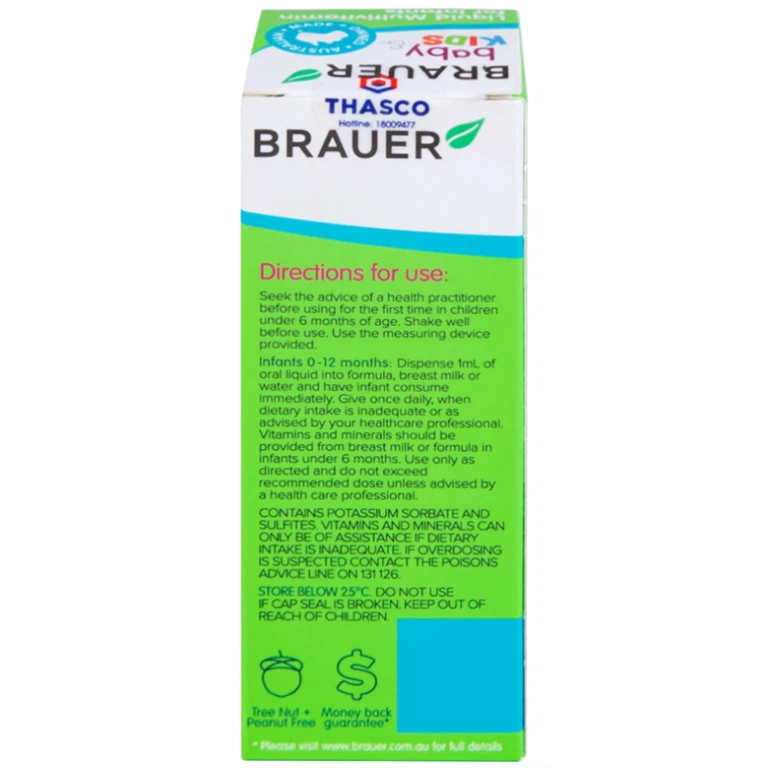 Liquid Multivitamin
for Infants
MADE
AUSTRALIAN
OWNED
baby
KIDS
BRAUER
THASCO
Hotline: 18009477
BRAUER
Directions for use:
Seek the advice of a health practitioner
before using for the first time in children
under 6 months of age. Shake well
before use. Use the measuring device
provided.
Infants 0-12 months: Dispense 1mL of
oral liquid into formula, breast milk or
water and have infant consume
immediately. Give once daily, when
dietary intake is inadequate or as
advised by your healthcare professional.
Vitamins and minerals should be
provided from breast milk or formula in
infants under 6 months. Use only as
directed and do not exceed
recommended dose unless advised by
a health care professional.
CONTAINS POTASSIUM SORBATE AND
SULFITES. VITAMINS AND MINERALS CAN
ONLY BE OF ASSISTANCE IF DIETARY
INTAKE IS INADEQUATE. IF OVERDOSING
IS SUSPECTED CONTACT THE POISONS
ADVICE LINE ON 131 126.
STORE BELOW 25°C. DO NOT USE
IF CAP SEAL IS BROKEN. KEEP OUT OF
REACH OF CHILDREN.
Tree Nut +
Peanut Free
Money back
guarantee*
* Please visit www.brauer.com.au for full details